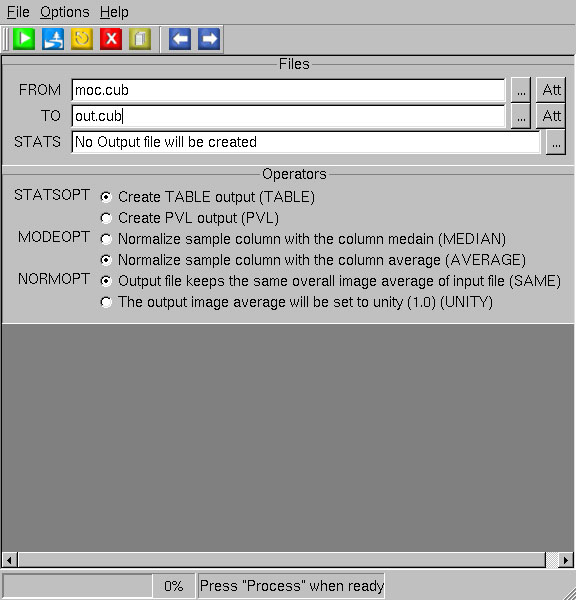 File Options Help
Files
FROM moc.cub ... Att
TO out.cub ... Att
STATS No Output file will be created ...
Operators
STATSOPT Create TABLE output (TABLE)
Create PVL output (PVL)
MODEOPT Normalize sample column with the column medain (MEDIAN)
Normalize sample column with the column average (AVERAGE)
NORMOPT Output file keeps the same overall image average of input file (SAME)
The output image average will be set to unity (1.0) (UNITY)
0% Press "Process" when ready